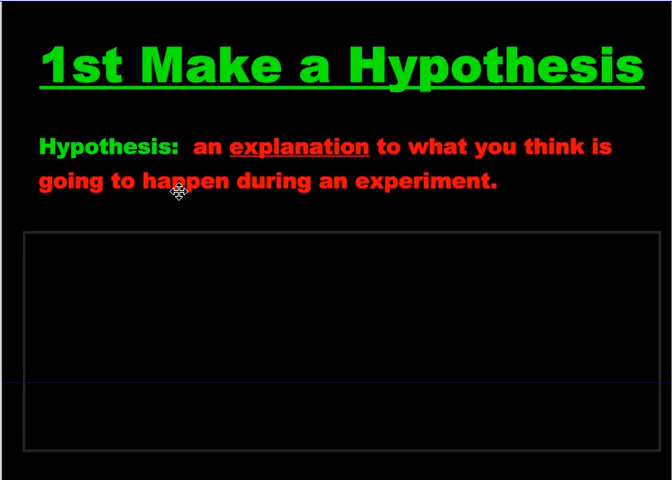 1st Make a Hypothesis
Hypothesis: an explanation to what you think is
going to happen during an experiment.